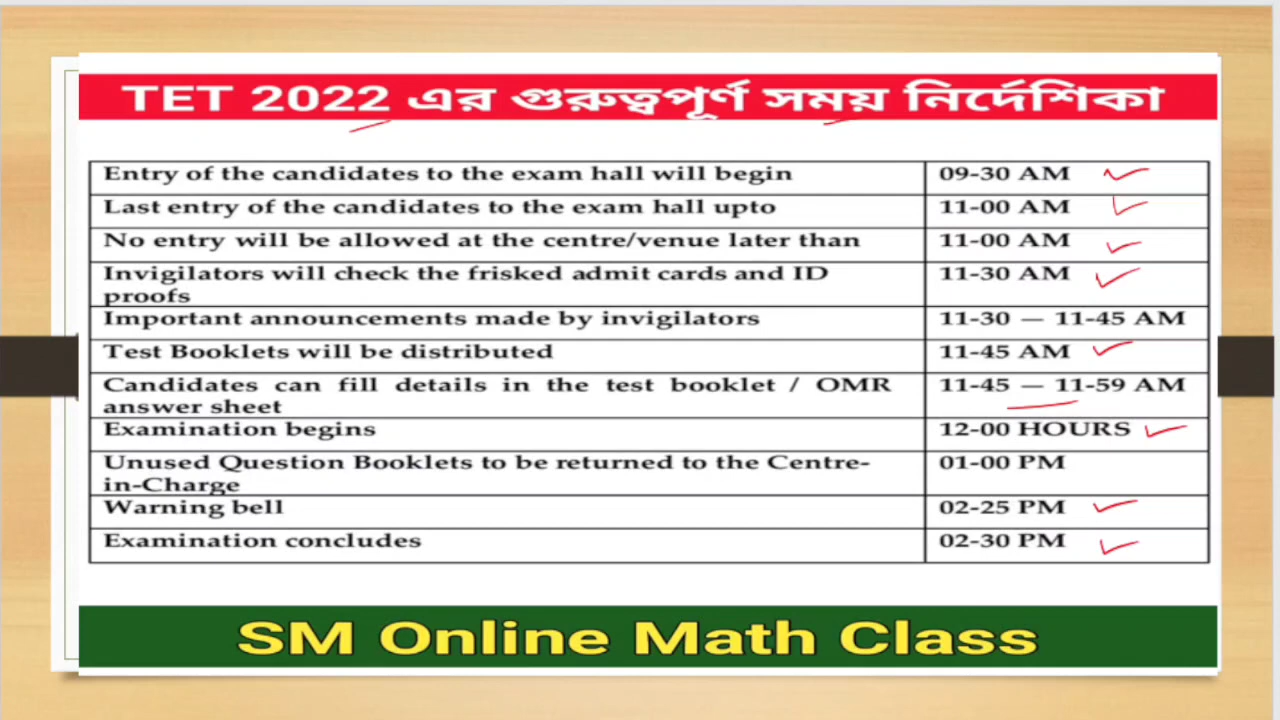 TET 2022 এর গুরুত্বপূর্ণ সময় নির্দেশিকা
Entry of the candidates to the exam hall will begin 09-30 AM
Last entry of the candidates to the exam hall upto 11-00 AM
No entry will be allowed at the centre/venue later than 11-00 AM
Invigilators will check the frisked admit cards and ID 11-30 AM
proofs
Important announcements made by invigilators 11-30 — 11-45 AM
Test Booklets will be distributed 11-45 AM
Candidates can fill details in the test booklet / OMR 11-45 — 11-59 AM
answer sheet
Examination begins 12-00 HOURS
Unused Question Booklets to be returned to the Centre- 01-00 PM
in-Charge
Warning bell 02-25 PM
Examination concludes 02-30 PM
SM Online Math Class